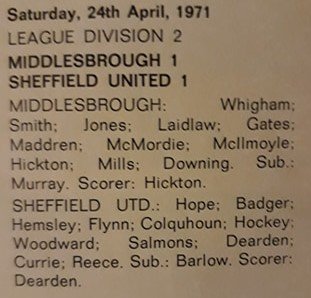 Saturday, 24th April, 1971
LEAGUE DIVISION 2
MIDDLESBROUGH 1
SHEFFIELD UNITED 1
MIDDLESBROUGH: Whigham;
Smith; Jones; Laidlaw; Gates;
Maddren; McMordie; McIlmoyle;
Hickton; Mills; Downing. Sub.:
Murray. Scorer: Hickton.
SHEFFIELD UTD.: Hope; Badger;
Hemsley; Flynn; Colquhoun; Hockey;
Woodward; Salmons; Dearden;
Currie; Reece. Sub.: Barlow. Scorer:
Dearden.